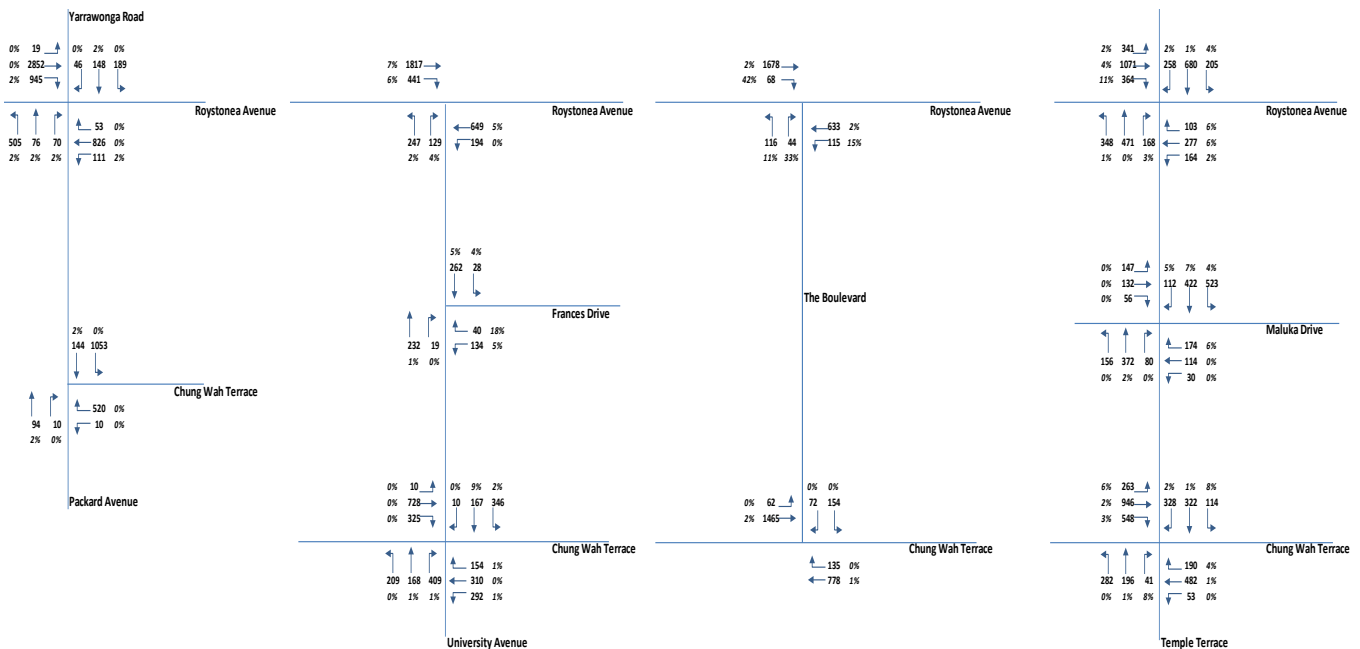 Yarrawonga Road
0% 19 0% 2% 0%
0% 2852 46 148 189
2% 945
Roystonea Avenue
53 0%
505 76 70 826 0%
2% 2% 2% 111 2%
2% 0%
144 1053
Chung Wah Terrace
520 0%
94 10 10 0%
2% 0%
Packard Avenue
7% 1817
6% 441
Roystonea Avenue
649 5%
247 129 194 0%
2% 4%
5% 4%
262 28
Frances Drive
40 18%
232 19 134 5%
1% 0%
0% 10 0% 9% 2%
0% 728 10 167 346
0% 325
Chung Wah Terrace
154 1%
209 168 409 310 0%
0% 1% 1% 292 1%
University Avenue
2% 1678
42% 68
Roystonea Avenue
633 2%
116 44 115 15%
11% 33%
The Boulevard
0% 0%
0% 62 72 154
2% 1465
Chung Wah Terrace
135 0%
778 1%
2% 341 2% 1% 4%
4% 1071 258 680 205
11% 364
Roystonea Avenue
103 6%
348 471 168 277 6%
1% 0% 3% 164 2%
0% 147 5% 7% 4%
0% 132 112 422 523
0% 56
Maluka Drive
174 6%
156 372 80 114 0%
0% 2% 0% 30 0%
6% 263 2% 1% 8%
2% 946 328 322 114
3% 548
Chung Wah Terrace
190 4%
282 196 41 482 1%
0% 1% 8% 53 0%
Temple Terrace